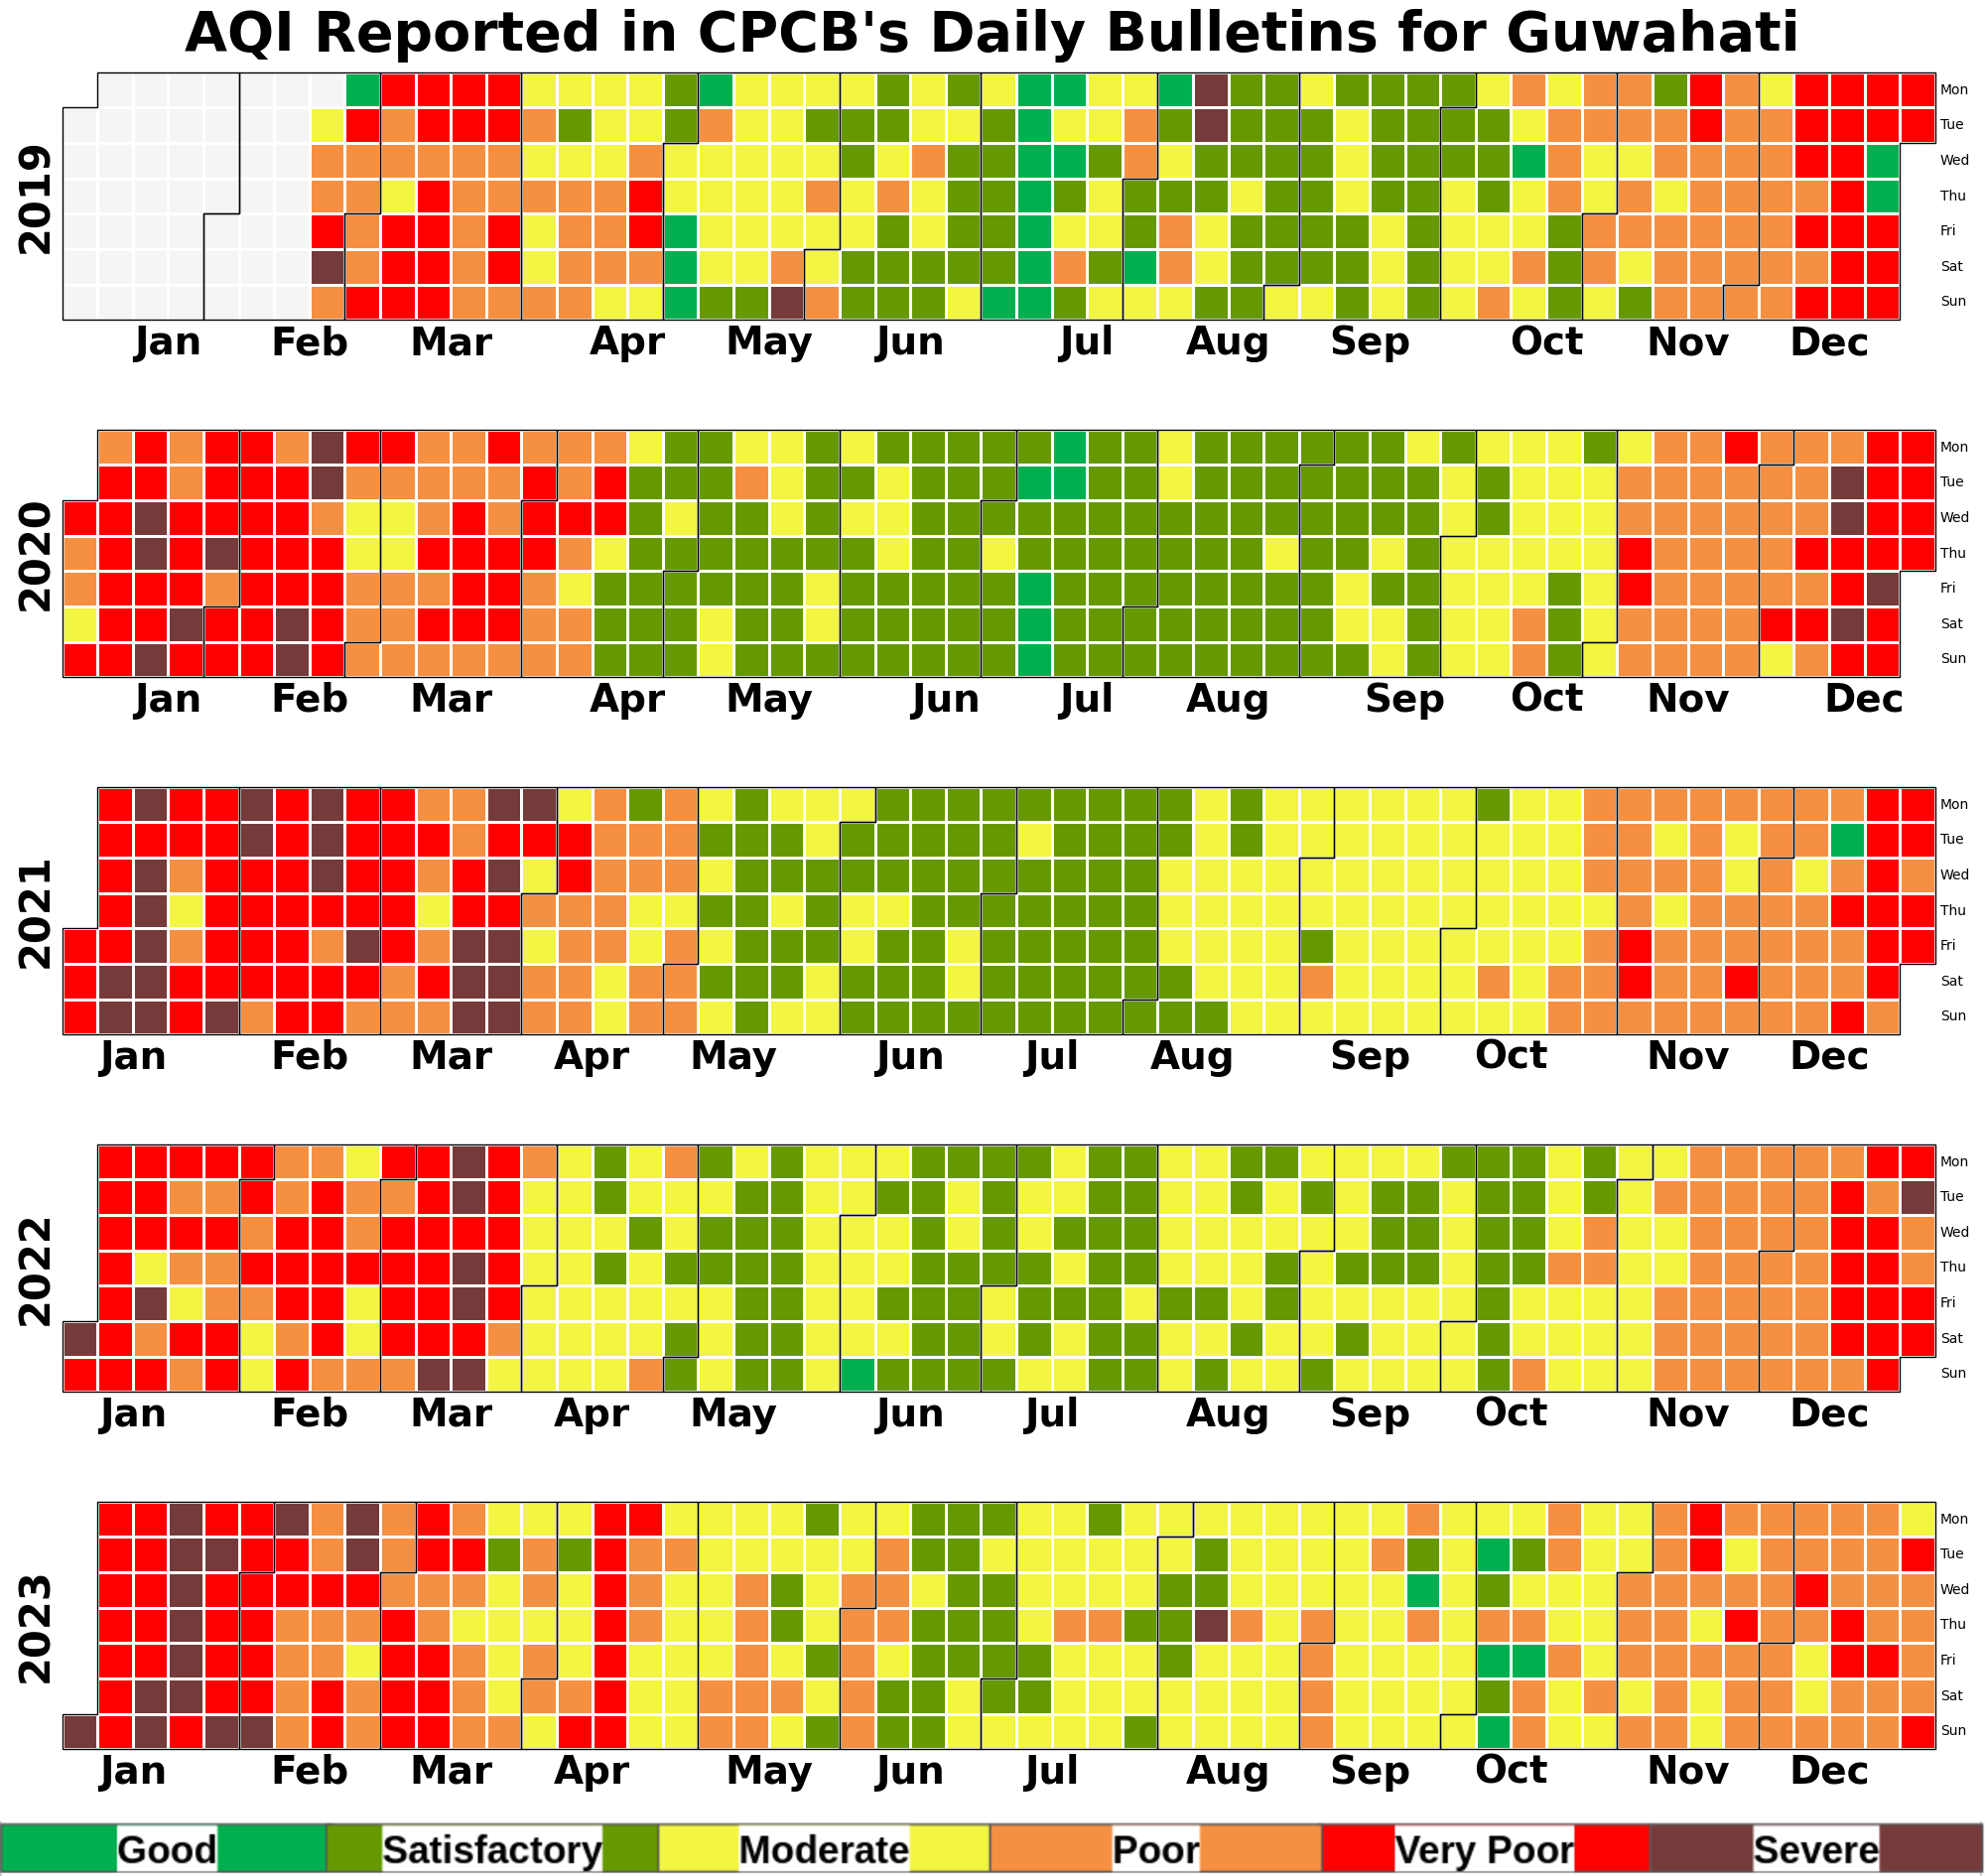 AQI Reported in CPCB's Daily Bulletins for Guwahati
2019
Mon
Tue
Wed
Thu
Fri
Sat
Sun
Jan Feb Mar Apr May Jun Jul Aug Sep Oct Nov Dec
2020
Mon
Tue
Wed
Thu
Fri
Sat
Sun
Jan Feb Mar Apr May Jun Jul Aug Sep Oct Nov Dec
2021
Mon
Tue
Wed
Thu
Fri
Sat
Sun
Jan Feb Mar Apr May Jun Jul Aug Sep Oct Nov Dec
2022
Mon
Tue
Wed
Thu
Fri
Sat
Sun
Jan Feb Mar Apr May Jun Jul Aug Sep Oct Nov Dec
2023
Mon
Tue
Wed
Thu
Fri
Sat
Sun
Jan Feb Mar Apr May Jun Jul Aug Sep Oct Nov Dec
Good Satisfactory Moderate Poor Very Poor Severe